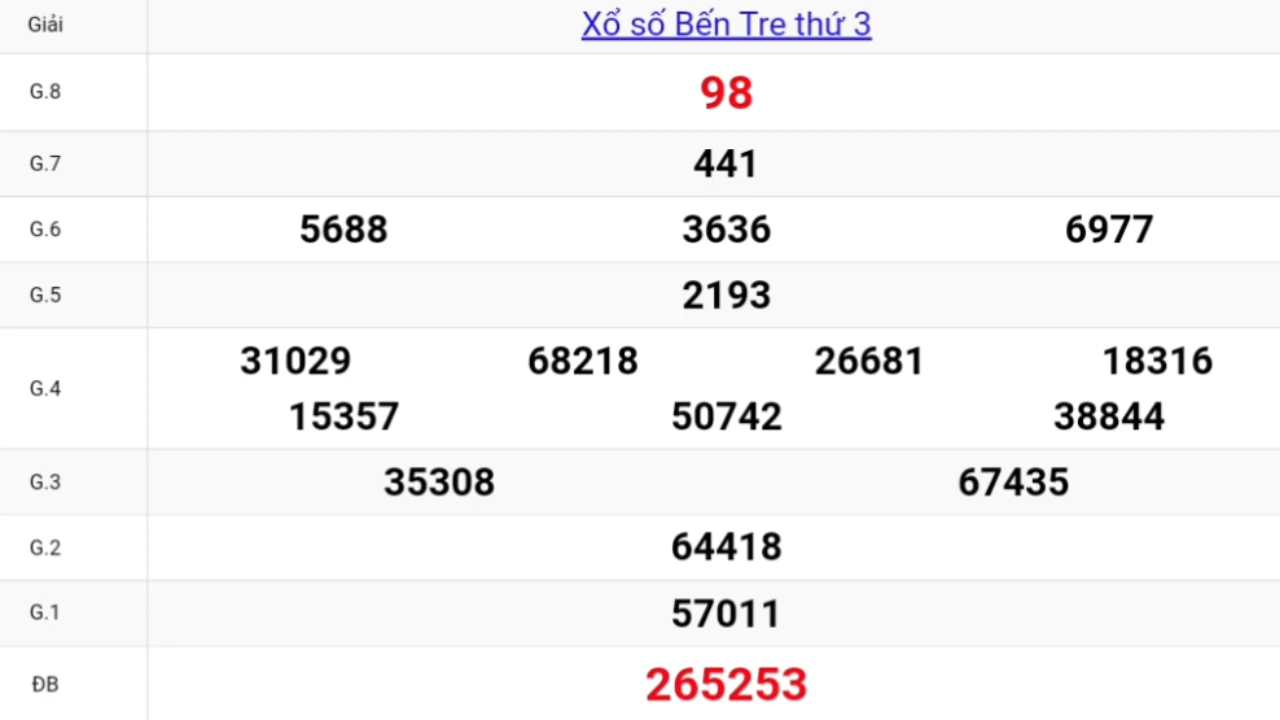 Giải Xổ số Bến Tre thứ 3
G.8 98
G.7 441
G.6 5688 3636 6977
G.5 2193
G.4 31029 68218 26681 18316
15357 50742 38844
G.3 35308 67435
G.2 64418
G.1 57011
ĐB 265253